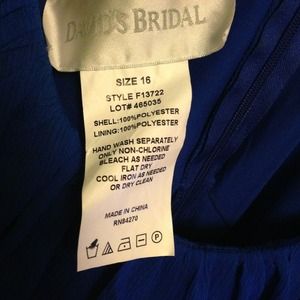 DAVID'S BRIDAL
SIZE 16
STYLE F13722
LOT# 465035
SHELL:100%POLYESTER
LINING:100%POLYESTER
HAND WASH SEPARATELY
ONLY NON-CHLORINE
BLEACH AS NEEDED
FLAT DRY
COOL IRON AS NEEDED
OR DRY CLEAN
MADE IN CHINA
RN94270